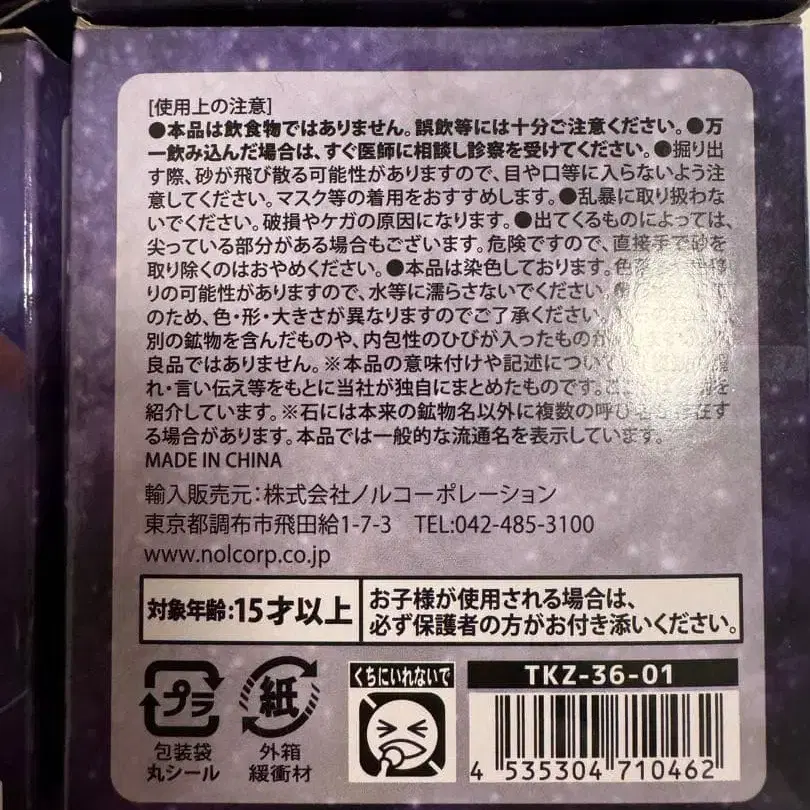 [使用上の注意]
●本品は飲食物ではありません。誤飲等には十分ご注意ください。●万
一飲み込んだ場合は、すぐ医師に相談し診察を受けてください。●掘り出
す際、砂が飛び散る可能性がありますので、目や口等に入らないよう注
意してください。マスク等の着用をおすすめします。●乱暴に取り扱わな
いでください。破損やケガの原因になります。●出てくるものによっては、
尖っている部分がある場合もございます。危険ですので、直接手で砂を
取り除くのはおやめください。●本品は染色しております。色
りの可能性がありますので、水等に濡らさないでください。
のため、色・形・大きさが異なりますのでご了承ください。
別の鉱物を含んだものや、内包性のひびが入ったものが
良品ではありません。※本品の意味付けや記述について
れ・言い伝え等をもとに当社が独自にまとめたものです。
紹介しています。※石には本来の鉱物名以外に複数の呼び名が存在す
る場合があります。本品では一般的な流通名を表示しています。
MADE IN CHINA
輸入販売元:株式会社ノルコーポレーション
東京都調布市飛田給1-7-3 TEL:042-485-3100
www.nolcorp.co.jp
対象年齢:15才以上
お子様が使用される場合は、
必ず保護者の方がお付き添いください。
プラ
包装袋
丸シール
紙
外箱
緩衝材
くちにいれないで
TKZ-36-01
4 535304 710462